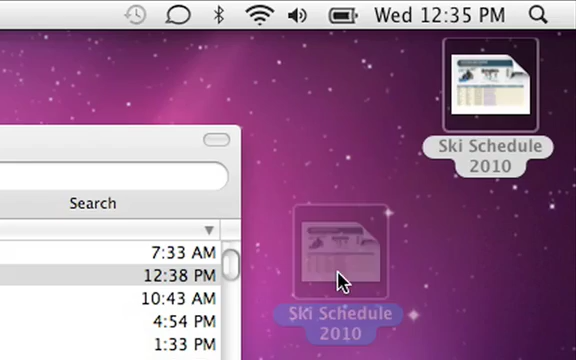 Wed 12:35 PM
Ski Schedule
2010
Search
7:33 AM
12:38 PM
10:43 AM
4:54 PM
1:33 PM
Ski Schedule
2010